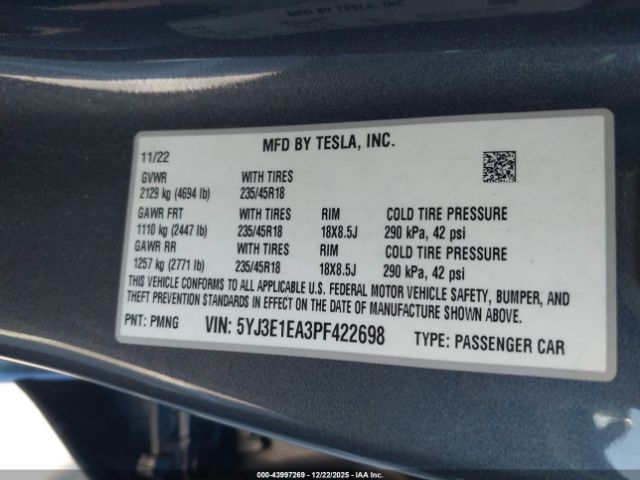 MFD BY TESLA, INC.
11/22
GVWR WITH TIRES
2129 kg (4694 lb) 235/45R18
GAWR FRT WITH TIRES RIM COLD TIRE PRESSURE
1110 kg (2447 lb) 235/45R18 18X8.5J 290 kPa, 42 psi
GAWR RR WITH TIRES RIM COLD TIRE PRESSURE
1257 kg (2771 lb) 235/45R18 18X8.5J 290 kPa, 42 psi
THIS VEHICLE CONFORMS TO ALL APPLICABLE U.S. FEDERAL MOTOR VEHICLE SAFETY, BUMPER, AND
THEFT PREVENTION STANDARDS IN EFFECT ON THE DATE OF MANUFACTURE SHOWN ABOVE.
PNT: PMNG VIN: 5YJ3E1EA3PF422698 TYPE: PASSENGER CAR
000-43997269 - 12/22/2025 - IAA Inc.